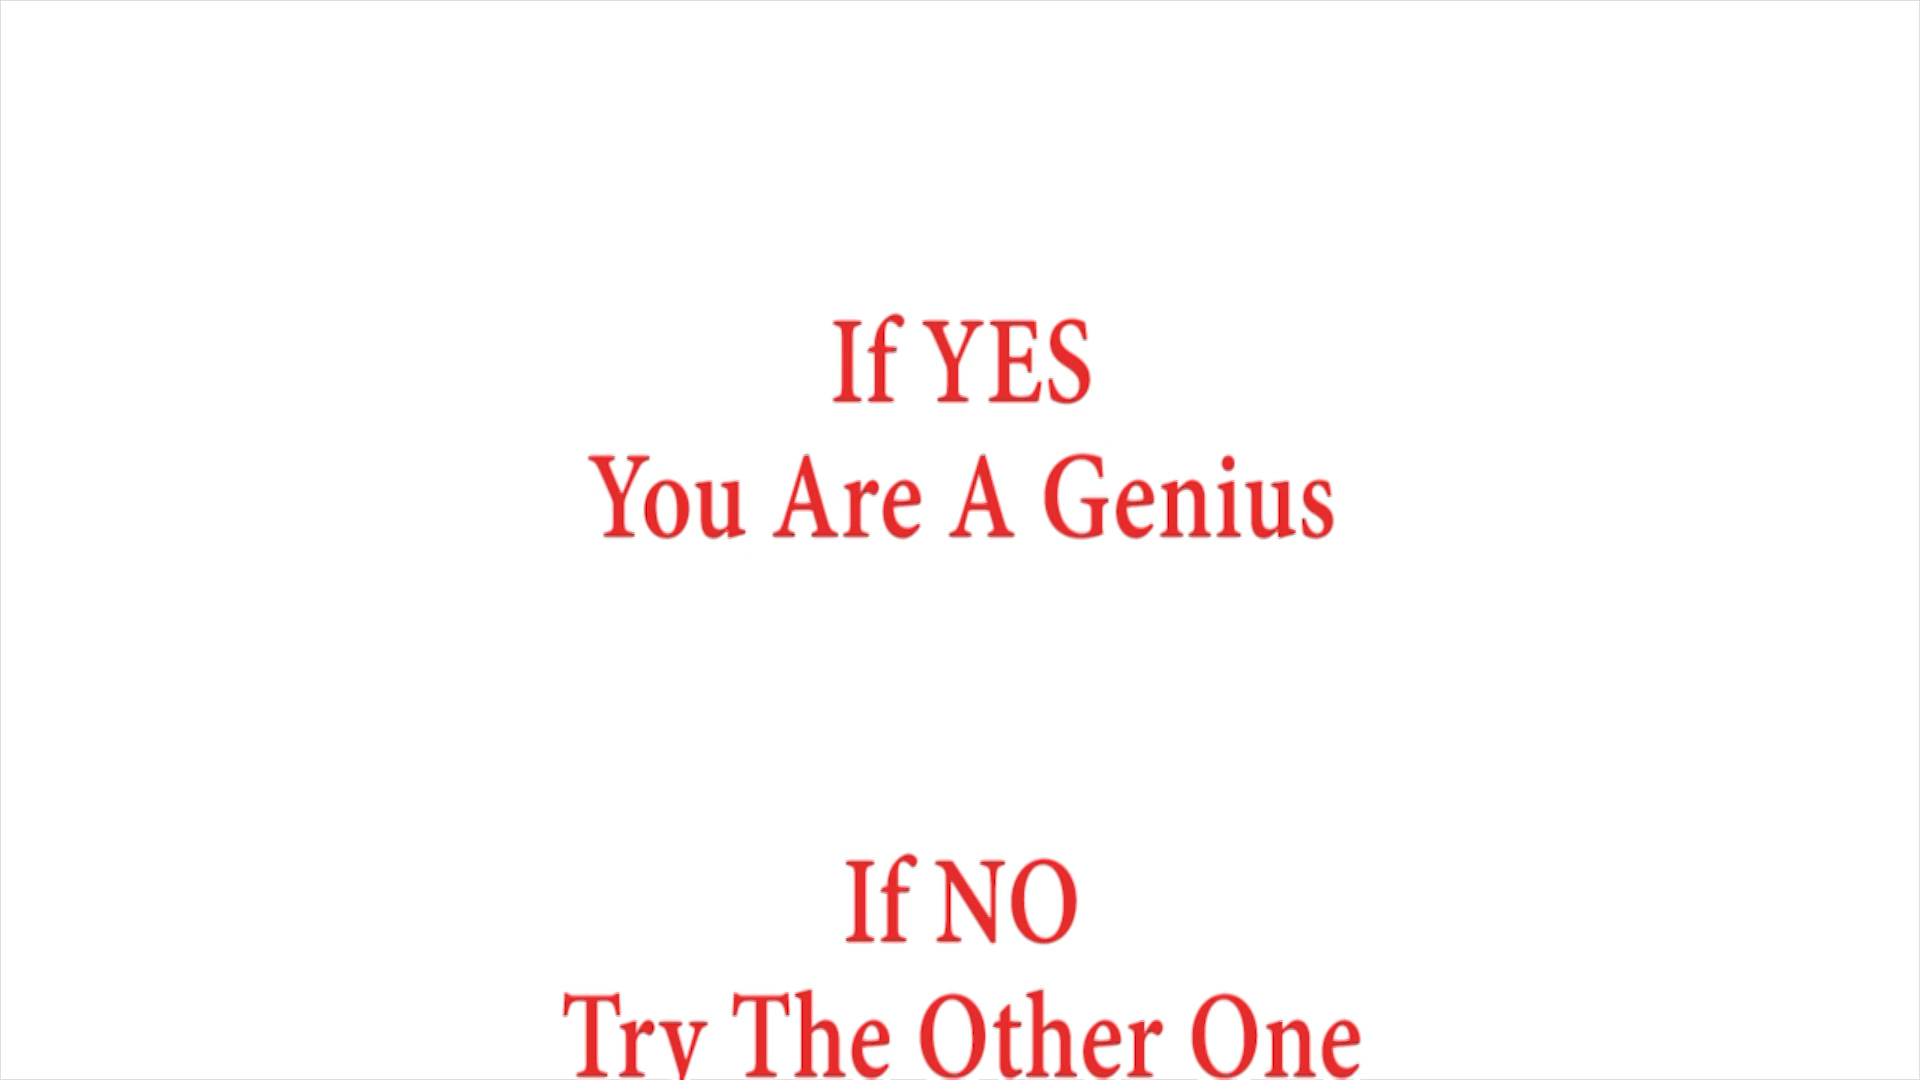 If YES
You Are A Genius
If NO
Try The Other One